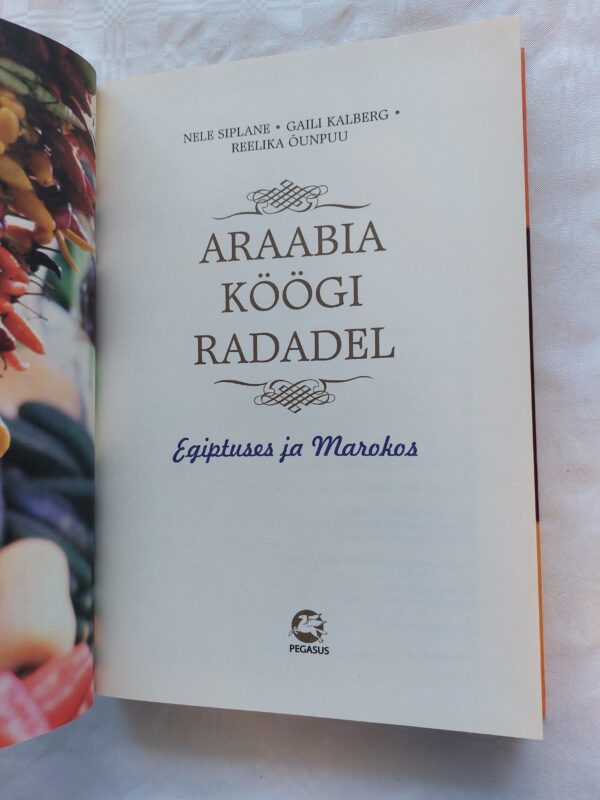 NELE SIPLANE • GAILI KALBERG •
REELIKA ÕUNPUU
ARAABIA
KÖÖGI
RADADEL
Egiptuses ja Marokos
PEGASUS